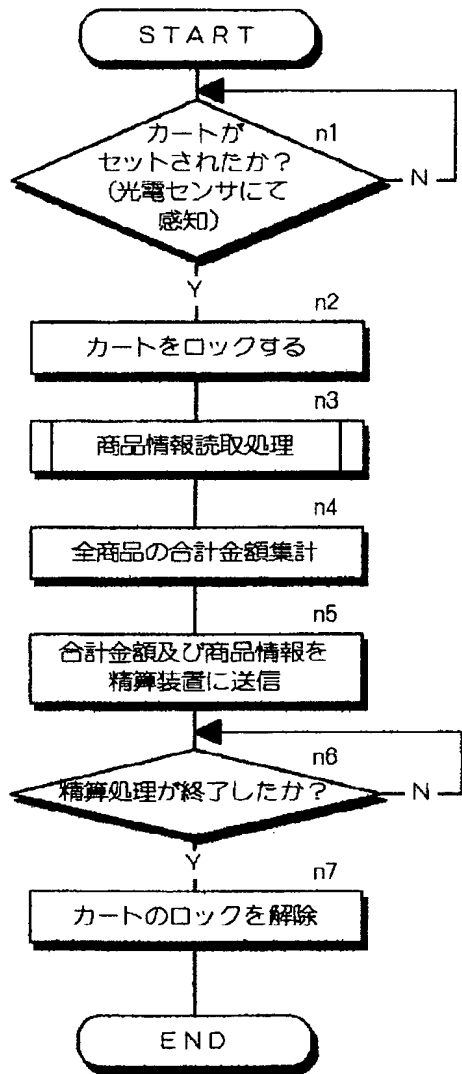 START
n1
カートが
セットされたか？
(光電センサにて
感知)
N
Y
n2
カートをロックする
n3
商品情報読取処理
n4
全商品の合計金額集計
n5
合計金額及び商品情報を
精算装置に送信
n6
精算処理が終了したか？
N
Y
n7
カートのロックを解除
END